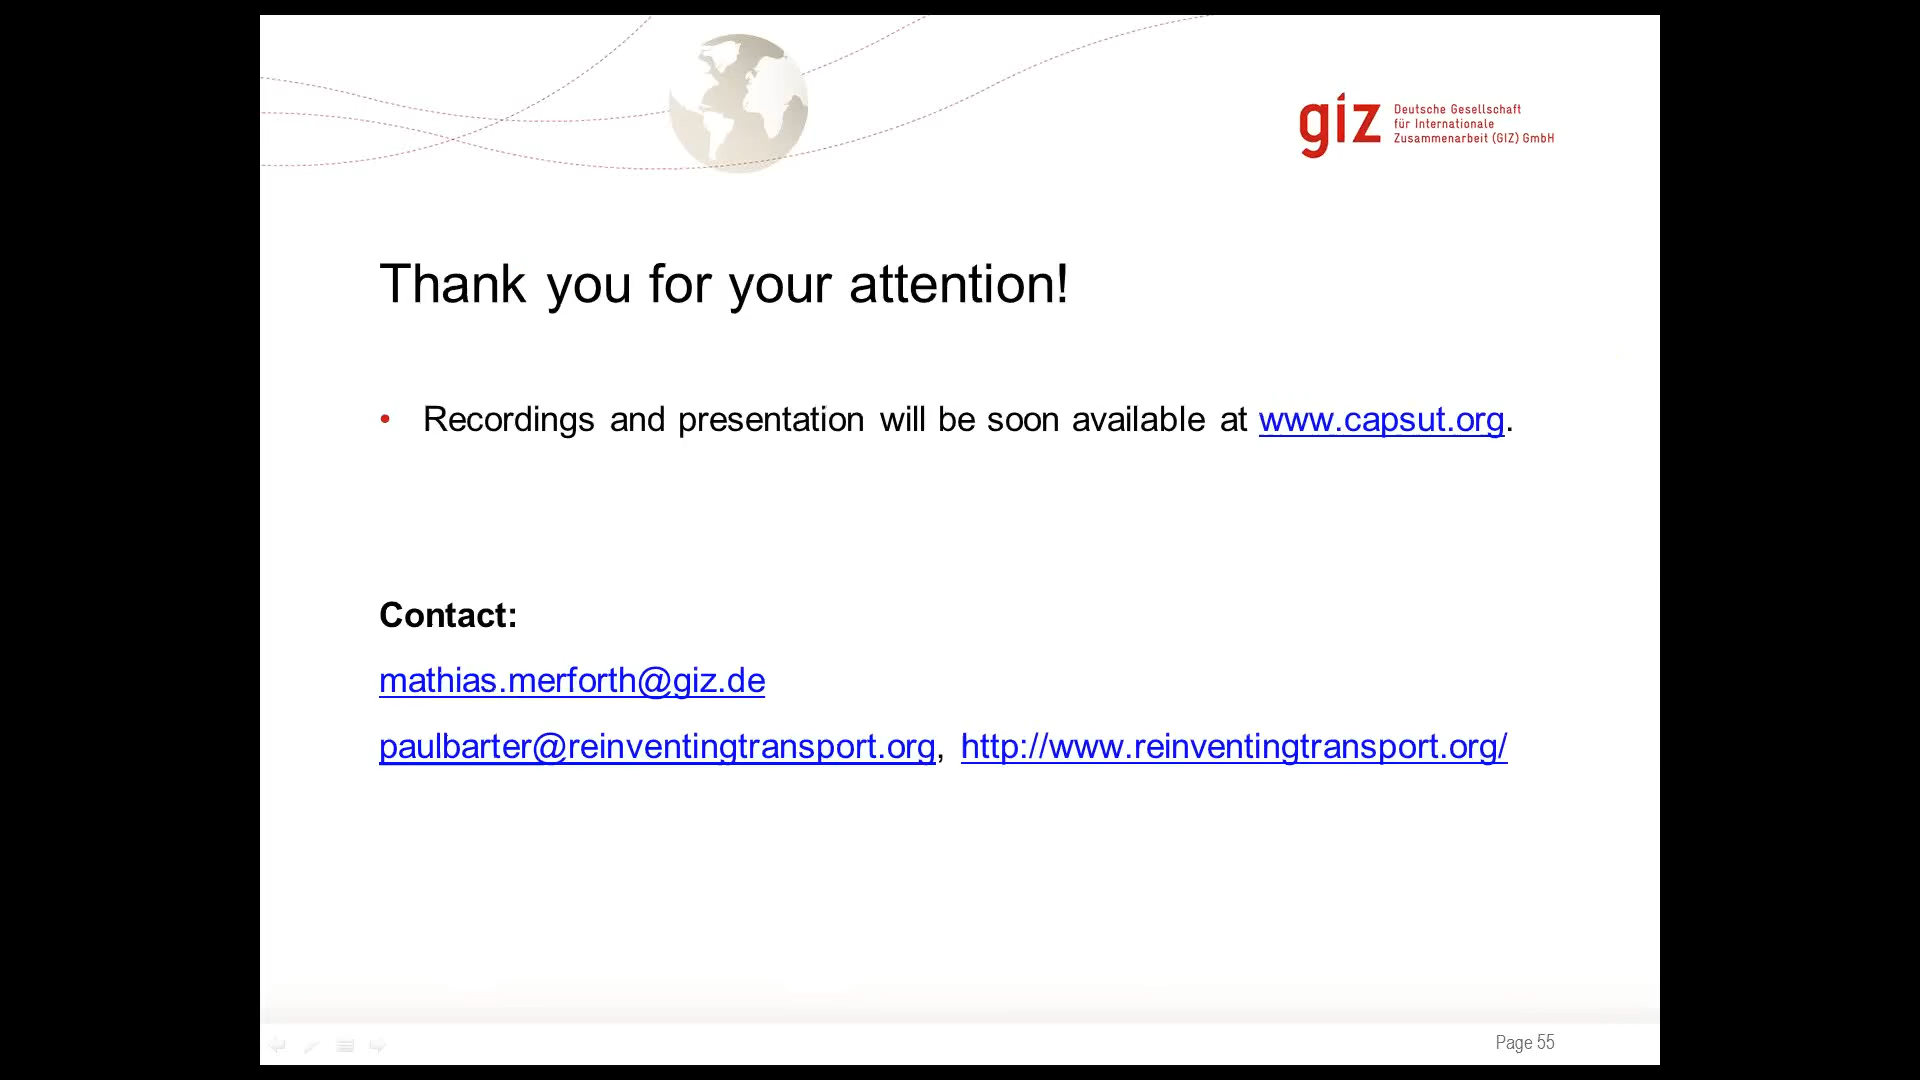 giz
Deutsche Gesellschaft
für Internationale
Zusammenarbeit (GIZ) GmbH
Thank you for your attention!
• Recordings and presentation will be soon available at www.capsut.org.
Contact:
mathias.merforth@giz.de
paulbarter@reinventingtransport.org, http://www.reinventingtransport.org/
Page 55